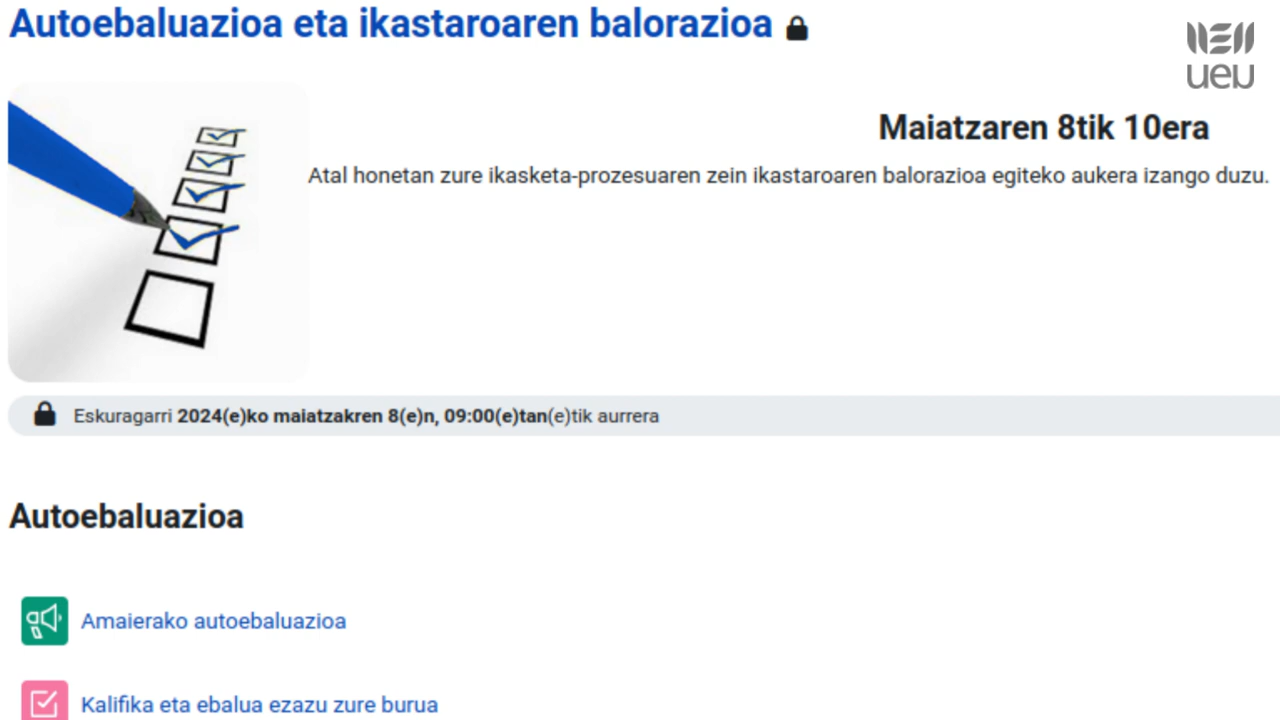 Autoebaluazioa eta ikastaroaren balorazioa
ueu
Maiatzaren 8tik 10era
Atal honetan zure ikasketa-prozesuaren zein ikastaroaren balorazioa egiteko aukera izango duzu.
Eskuragarri 2024(e)ko maiatzakren 8(e)n, 09:00(e)tan(e)tik aurrera
Autoebaluazioa
Amaierako autoebaluazioa
Kalifika eta ebalua ezazu zure burua